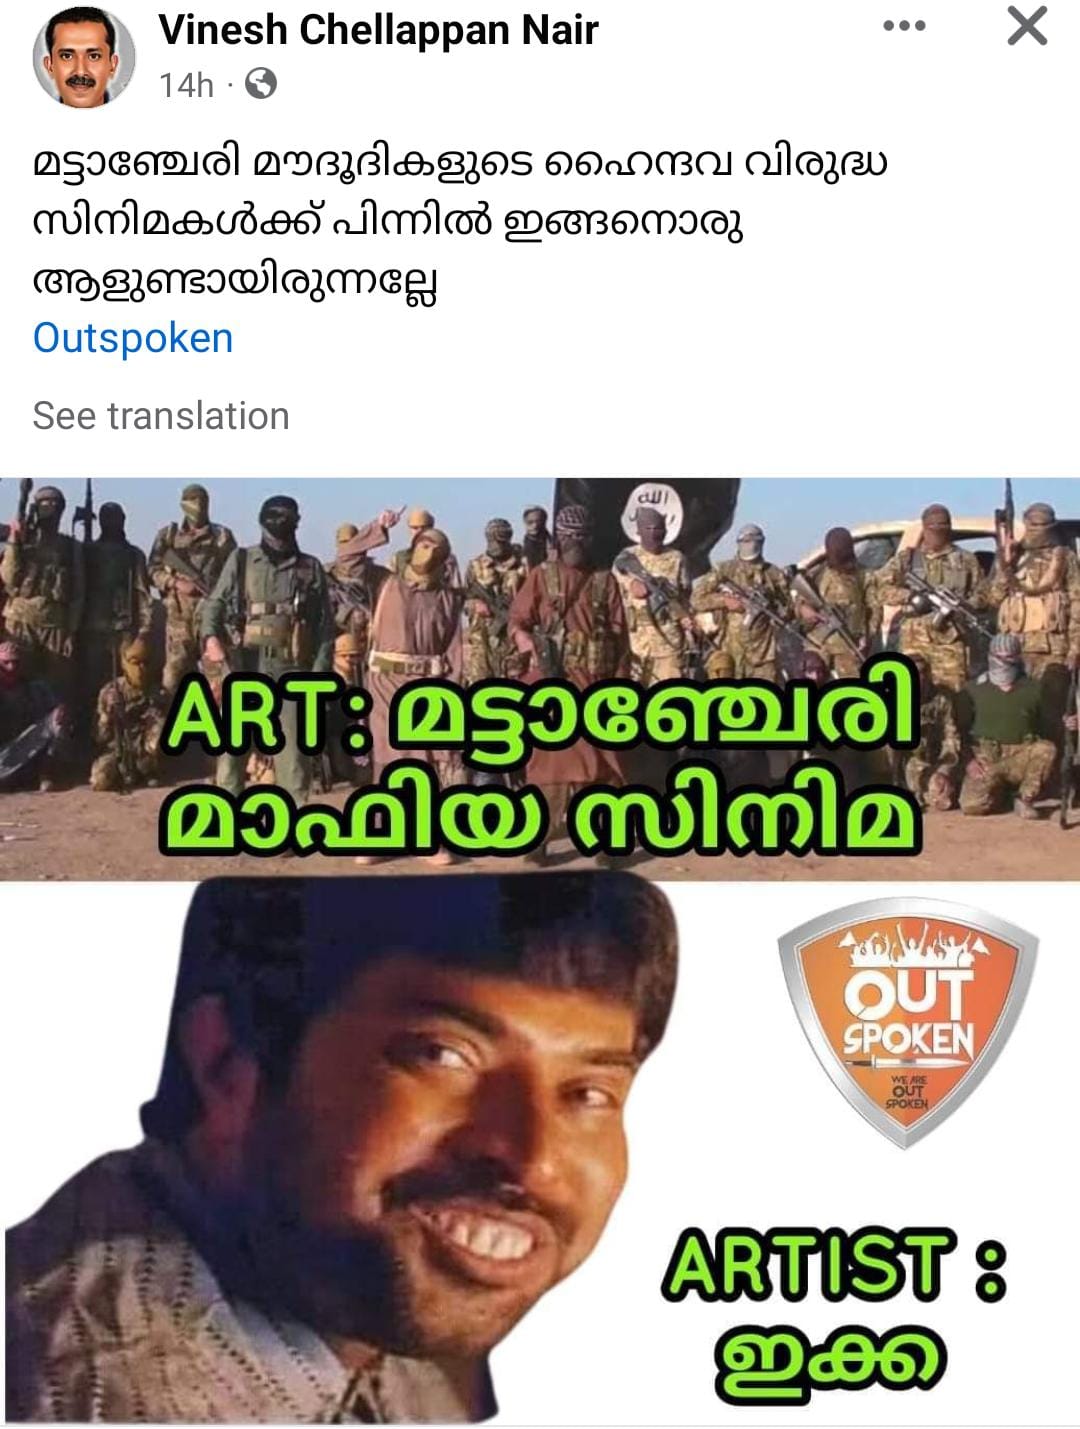 Vinesh Chellappan Nair
14h ·
മട്ടാഞ്ചേരി മൗദൂദികളുടെ ഹൈന്ദവ വിരുദ്ധ
സിനിമകൾക്ക് പിന്നിൽ ഇങ്ങനൊരു
ആളുണ്ടായിരുന്നല്ലേ
Outspoken
See translation
الله
ART: മട്ടാഞ്ചേരി
മാഫിയ സിനിമ
OUT
SPOKEN
WE ARE
OUT
SPOKEN
ARTIST :
ഇക്ക